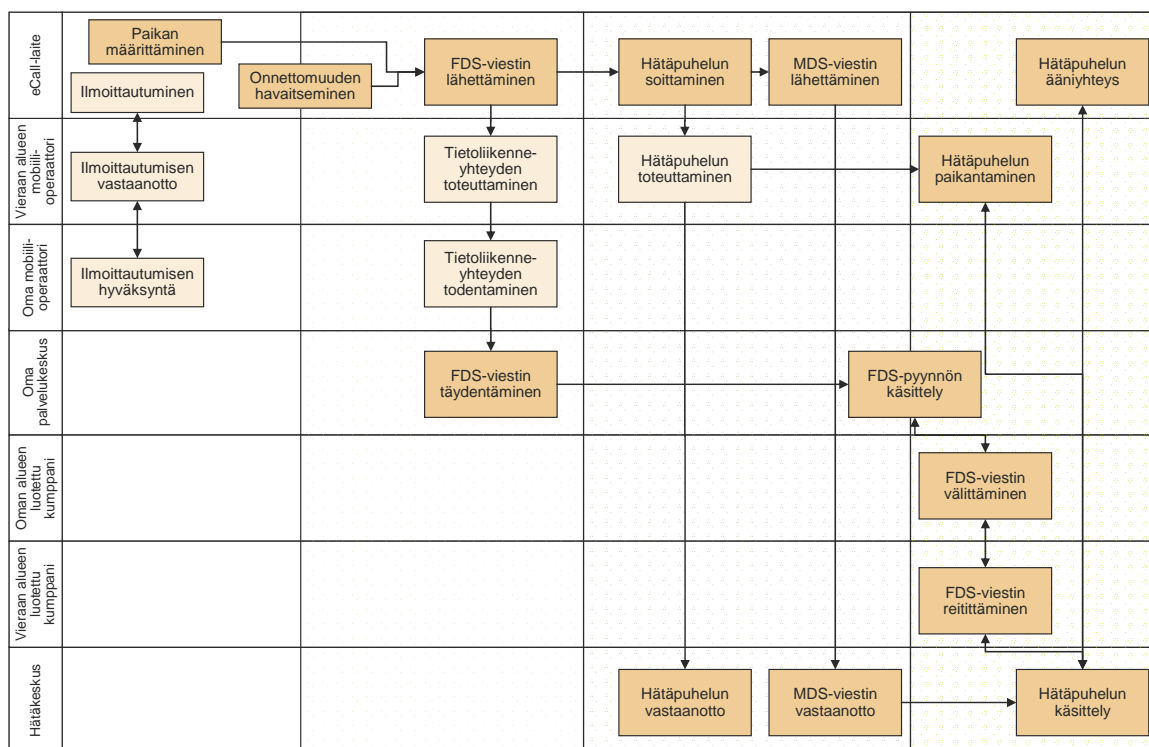 eCall-laite
Paikan
määrittäminen
Ilmoittautuminen
Onnettomuuden
havaitseminen
FDS-viestin
lähettäminen
Hätäpuhelun
soittaminen
MDS-viestin
lähettäminen
Hätäpuhelun
ääniyhteys
Vieraan alueen
mobiili-
operaattori
Ilmoittautumisen
vastaanotto
Tietoliikenne-
yhteyden
toteuttaminen
Hätäpuhelun
toteuttaminen
Hätäpuhelun
paikantaminen
Oma mobiili-
operaattori
Ilmoittautumisen
hyväksyntä
Tietoliikenne-
yhteyden
todentaminen
Oma
palvelukeskus
FDS-viestin
täydentäminen
FDS-pyynnön
käsittely
Oman alueen
luotettu
kumppani
FDS-viestin
välittäminen
Vieraan alueen
luotettu
kumppani
FDS-viestin
reitittäminen
Hätäkeskus
Hätäpuhelun
vastaanotto
MDS-viestin
vastaanotto
Hätäpuhelun
käsittely